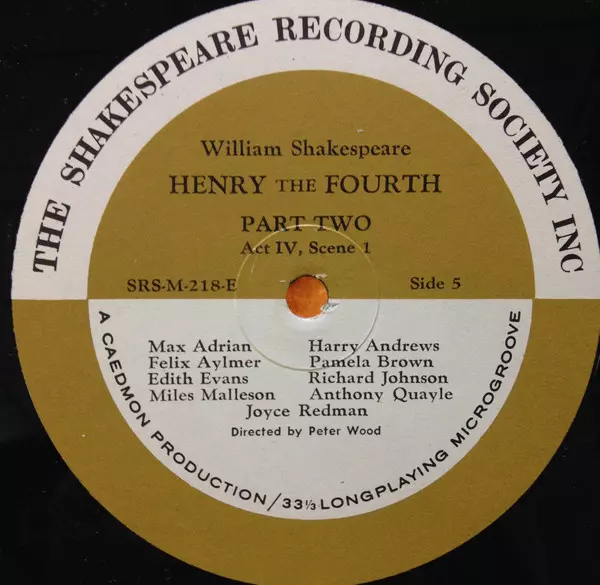 THE SHAKESPEARE RECORDING SOCIETY INC
William Shakespeare
HENRY THE FOURTH
PART TWO
Act IV, Scene 1
SRS-M-218-E
Side 5
Max Adrian Harry Andrews
Felix Aylmer Pamela Brown
Edith Evans Richard Johnson
Miles Malleson Anthony Quayle
Joyce Redman
Directed by Peter Wood
A CAEDMON PRODUCTION/33⅓ LONGPLAYING MICROGROOVE